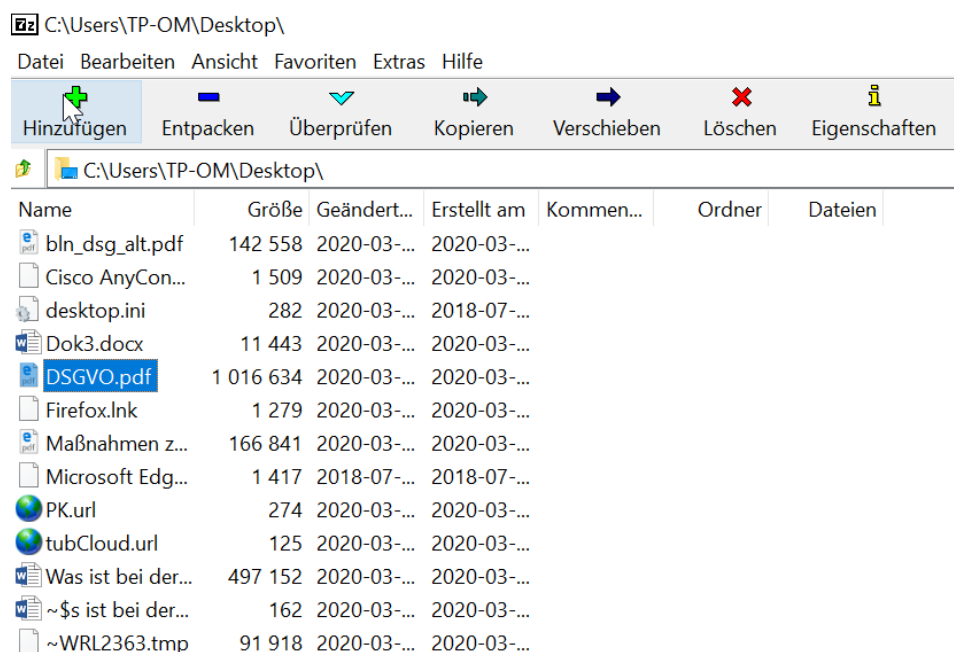 7z C:\Users\TP-OM\Desktop\
Datei Bearbeiten Ansicht Favoriten Extras Hilfe
Hinzufügen Entpacken Überprüfen Kopieren Verschieben Löschen Eigenschaften
C:\Users\TP-OM\Desktop\
Name Größe Geändert... Erstellt am Kommen... Ordner Dateien
bln_dsg_alt.pdf 142 558 2020-03-... 2020-03-...
Cisco AnyCon... 1 509 2020-03-... 2020-03-...
desktop.ini 282 2020-03-... 2018-07-...
Dok3.docx 11 443 2020-03-... 2020-03-...
DSGVO.pdf 1 016 634 2020-03-... 2020-03-...
Firefox.lnk 1 279 2020-03-... 2020-03-...
Maßnahmen z... 166 841 2020-03-... 2020-03-...
Microsoft Edg... 1 417 2018-07-... 2018-07-...
PK.url 274 2020-03-... 2020-03-...
tubCloud.url 125 2020-03-... 2020-03-...
Was ist bei der... 497 152 2020-03-... 2020-03-...
~$s ist bei der... 162 2020-03-... 2020-03-...
~WRL2363.tmp 91 918 2020-03-... 2020-03-...